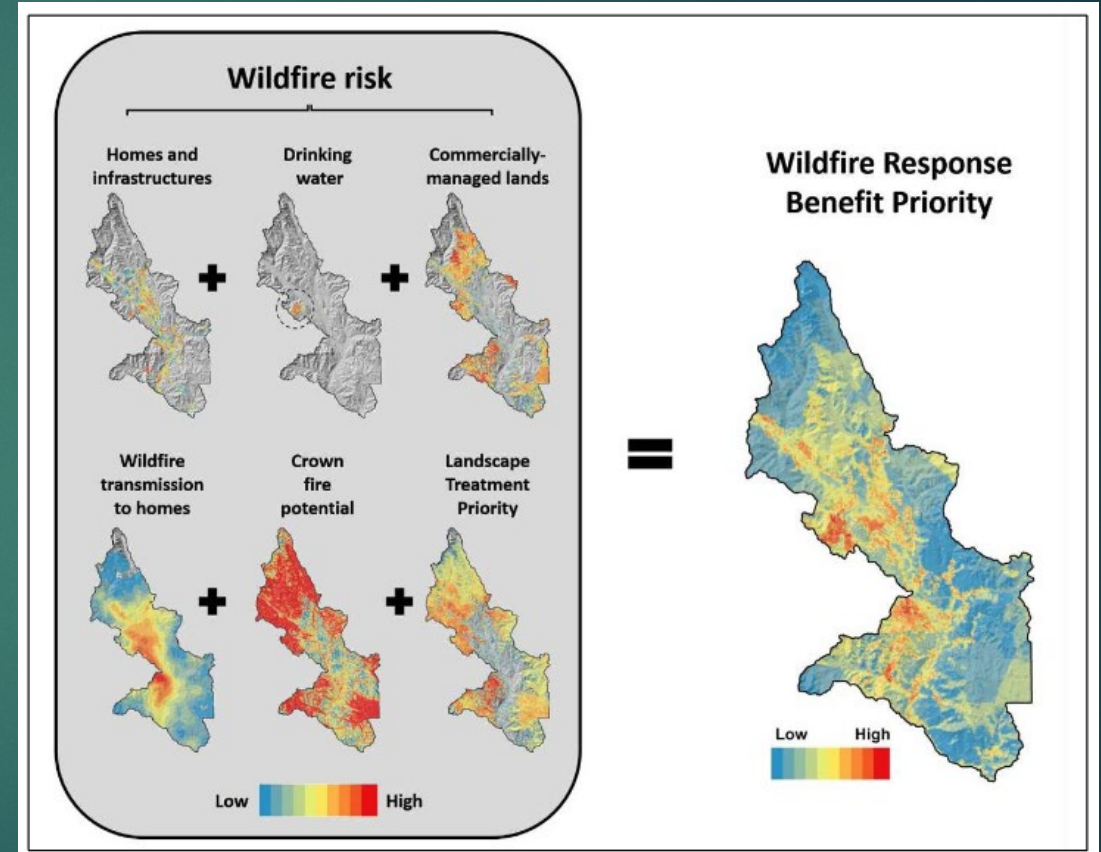 Wildfire risk
Homes and
infrastructures
Drinking
water
Commercially-
managed lands
+
+
Wildfire
transmission
to homes
Crown
fire
potential
Landscape
Treatment
Priority
+
+
Low
High
=
Wildfire Response
Benefit Priority
Low
High